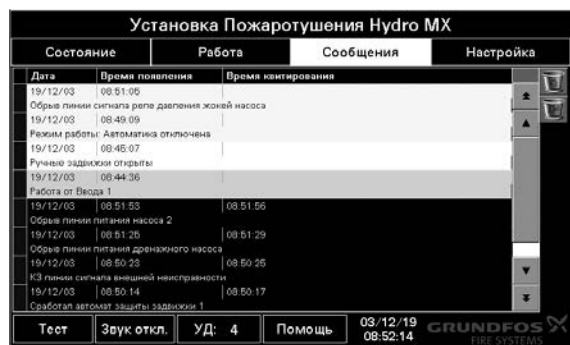 Установка Пожаротушения Hydro MX
Состояние Работа Сообщения Настройка
Дата Время появления Время квитирования
19/12/03 08:51:05
Обрыв линии сигнала реле давления жокей насоса
19/12/03 08:49:09
Режим работы: Автоматика отключена
19/12/03 08:45:07
Ручные задвижки открыты
19/12/03 08:44:36
Работа от Ввода 1
19/12/03 08:51:53 08:51:56
Обрыв линии питания насоса 2
19/12/03 08:51:25 08:51:29
Обрыв линии питания дренажного насоса
19/12/03 08:50:23 08:50:25
КЗ линии сигнала внешней неисправности
19/12/03 08:50:14 08:50:17
Сработал автомат защиты задвижки 1
Тест Звук откл. УД: 4 Помощь 03/12/19
08:52:14
GRUNDFOS
FIRE SYSTEMS